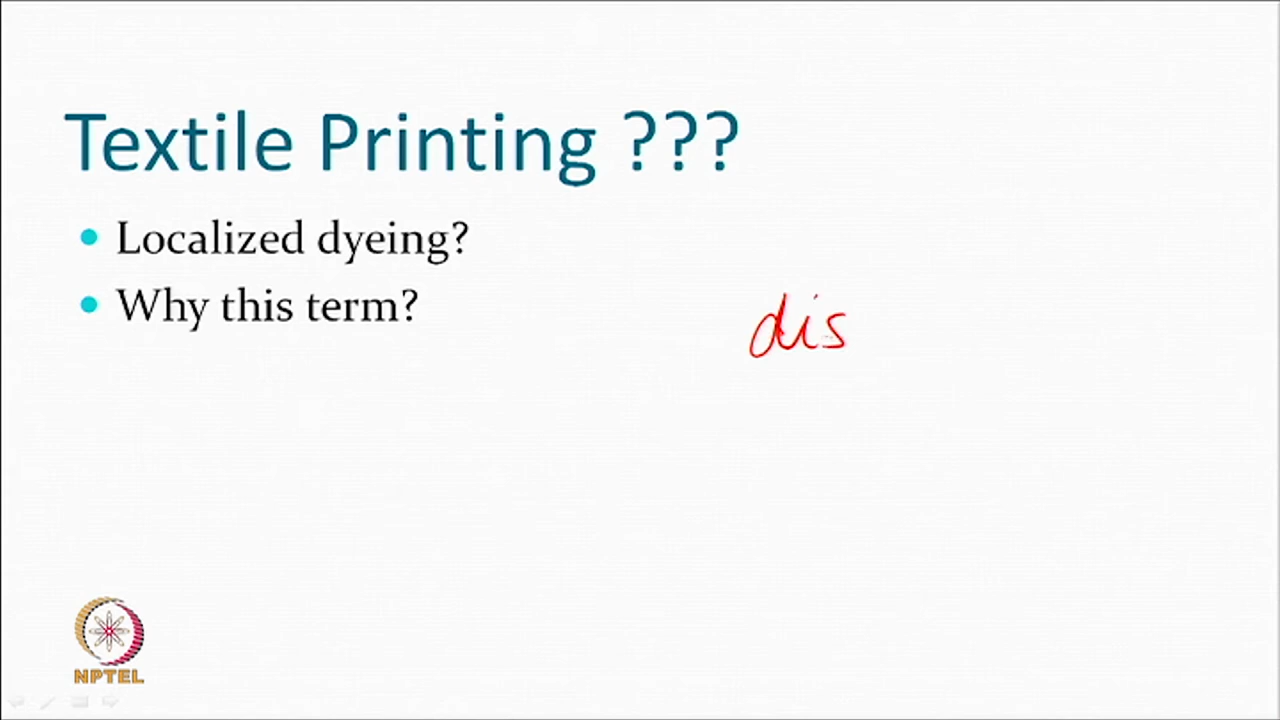 Textile Printing ???
Localized dyeing?
Why this term?
dis
NPTEL